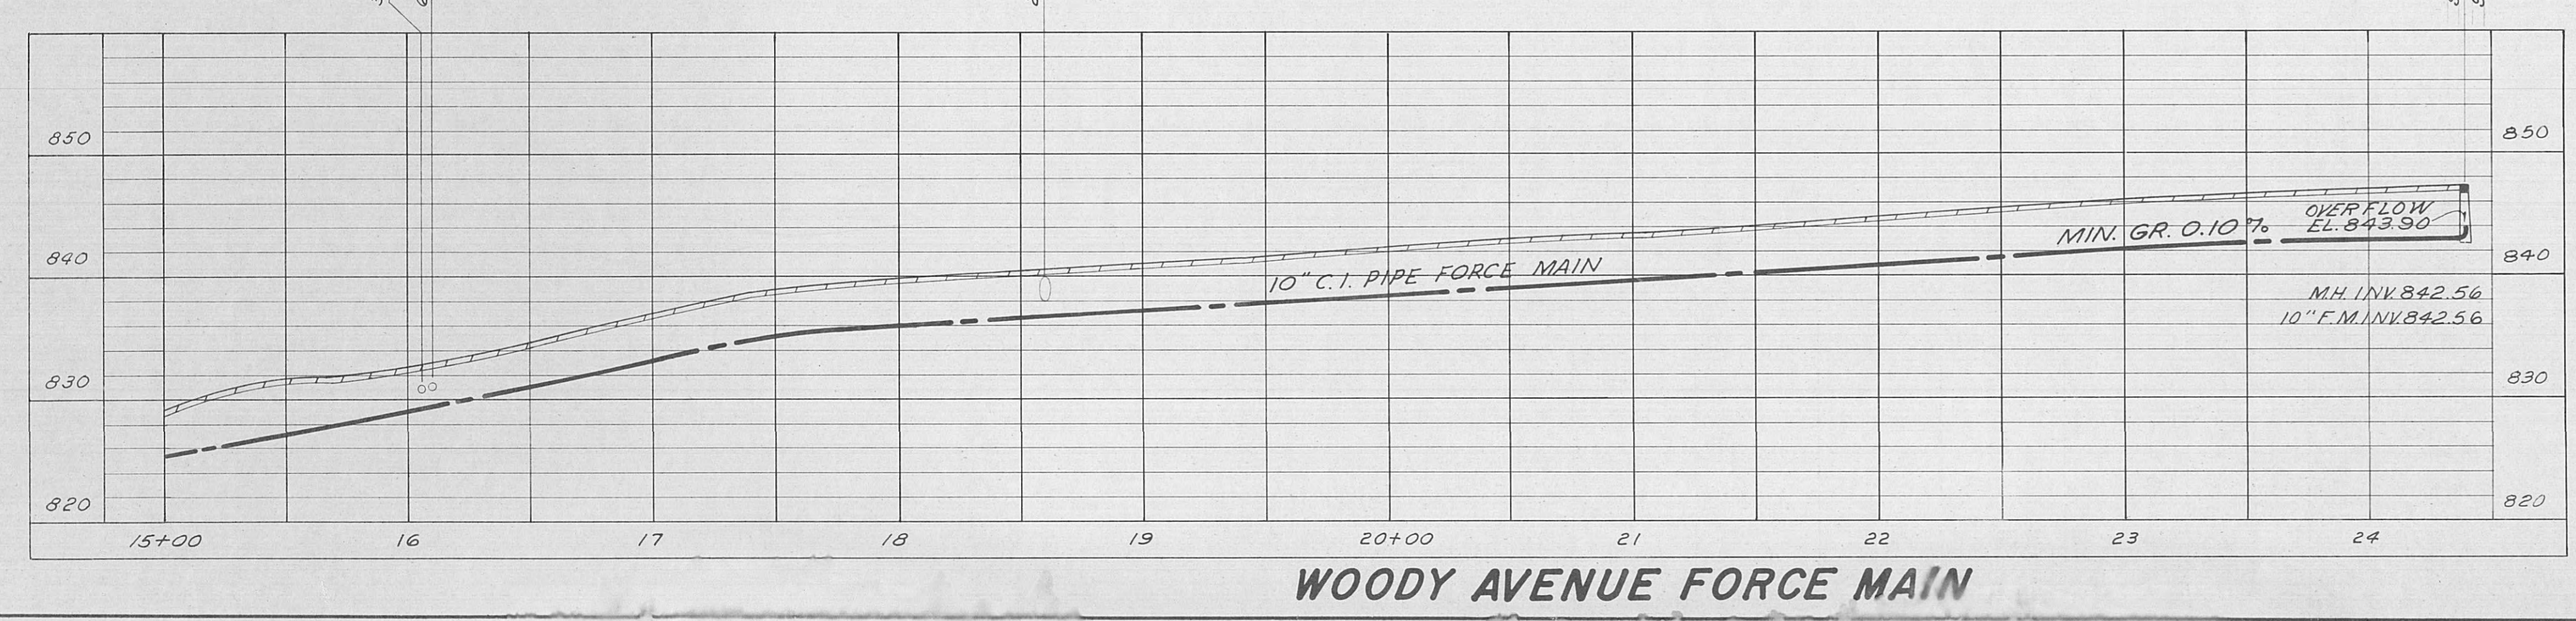 850
850
OVERFLOW
EL. 843.90
MIN. GR. 0.10%
840
840
10" C.I. PIPE FORCE MAIN
M.H. INV. 842.56
10" F.M. INV. 842.56
830
830
820
820
15+00 16 17 18 19 20+00 21 22 23 24
WOODY AVENUE FORCE MAIN